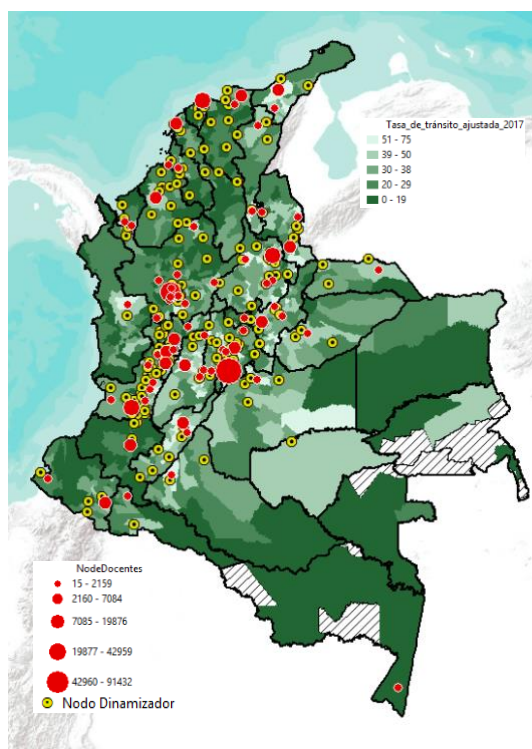 Tasa_de_tránsito_ajustada_2017
51 - 75
39 - 50
30 - 38
20 - 29
0 - 19
NodeDocentes
15 - 2159
2160 - 7084
7085 - 19876
19877 - 42959
42960 - 91432
Nodo Dinamizador